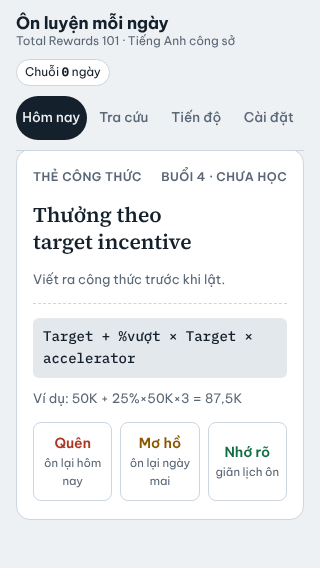 Ôn luyện mỗi ngày
Total Rewards 101 · Tiếng Anh công sở
Chuỗi 0 ngày
Hôm nay Tra cứu Tiến độ Cài đặt
THẺ CÔNG THỨC BUỔI 4 · CHƯA HỌC
Thưởng theo
target incentive
Viết ra công thức trước khi lật.
Target + %vượt × Target ×
accelerator
Ví dụ: 50K + 25%×50K×3 = 87,5K
Quên Mơ hồ Nhớ rõ
ôn lại hôm nay ôn lại ngày mai giãn lịch ôn